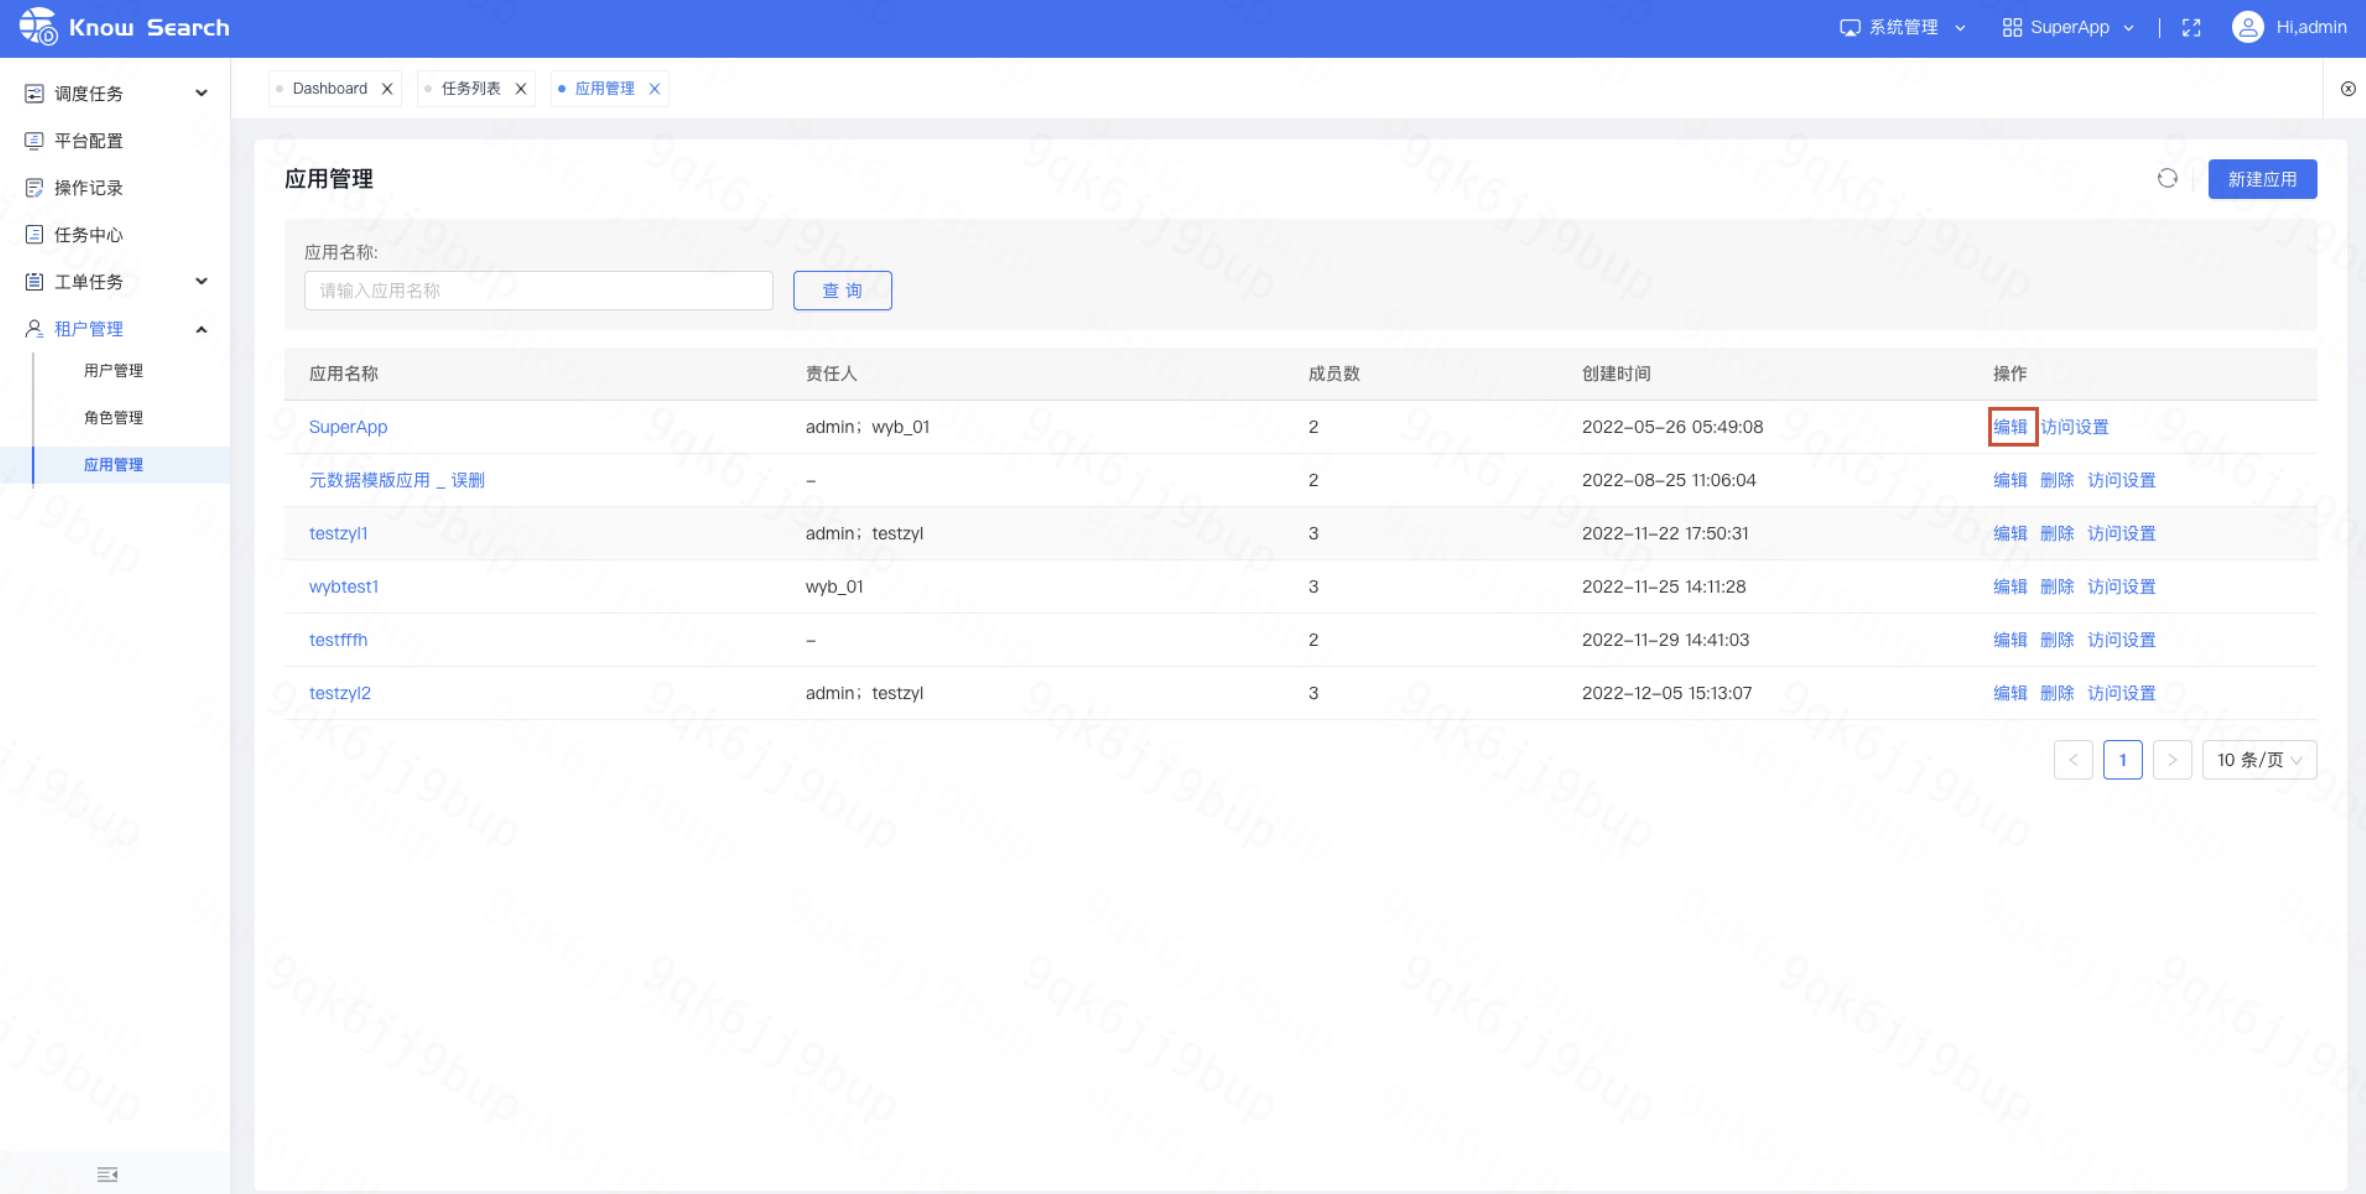 Know Search
系统管理
SuperApp
Hi,admin
调度任务
平台配置
操作记录
任务中心
工单任务
租户管理
用户管理
角色管理
应用管理
Dashboard
任务列表
应用管理
应用管理
新建应用
应用名称:
请输入应用名称
查 询
应用名称 责任人 成员数 创建时间 操作
SuperApp admin；wyb_01 2 2022-05-26 05:49:08 编辑 访问设置
元数据模版应用 _ 误删 - 2 2022-08-25 11:06:04 编辑 删除 访问设置
testzyl1 admin；testzyl 3 2022-11-22 17:50:31 编辑 删除 访问设置
wybtest1 wyb_01 3 2022-11-25 14:11:28 编辑 删除 访问设置
testfffh - 2 2022-11-29 14:41:03 编辑 删除 访问设置
testzyl2 admin；testzyl 3 2022-12-05 15:13:07 编辑 删除 访问设置
< 1 > 10 条/页
9qk6jj9bup